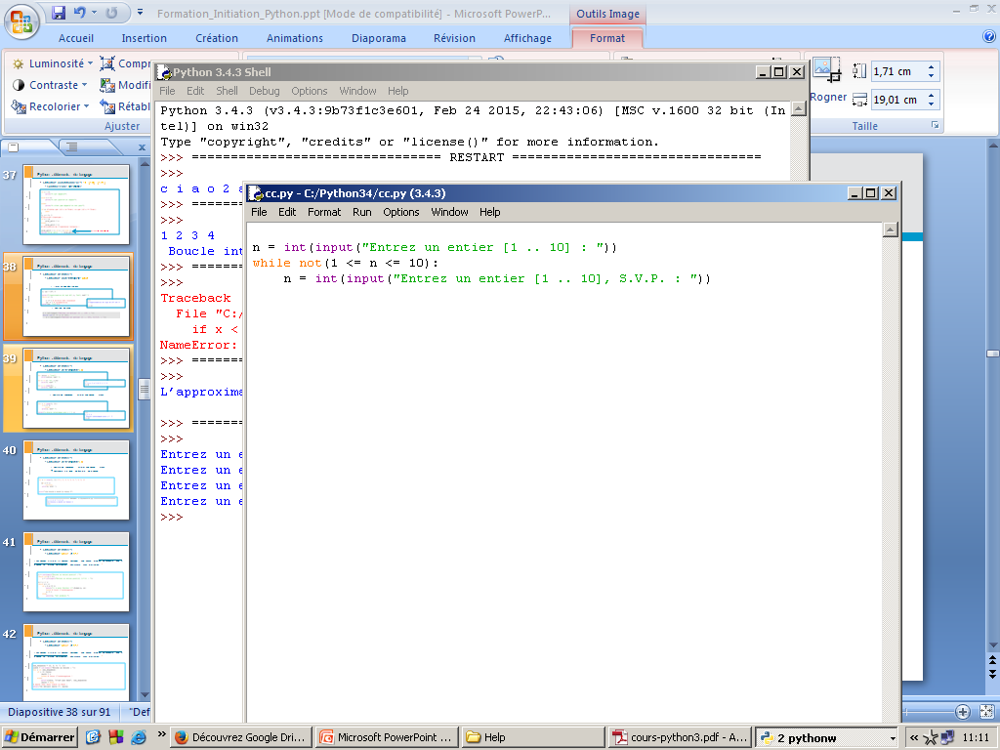 Formation_Initiation_Python.ppt [Mode de compatibilité] - Microsoft PowerP...
Outils Image
Accueil Insertion Création Animations Diaporama Révision Affichage Format
Luminosité
Contraste
Recolorier
Compr
Modifi
Rétabl
Ajuster
Rogner
1,71 cm
19,01 cm
Taille
37
38
39
40
41
42
Python 3.4.3 Shell
File Edit Shell Debug Options Window Help
Python 3.4.3 (v3.4.3:9b73f1c3e601, Feb 24 2015, 22:43:06) [MSC v.1600 32 bit (In
tel)] on win32
Type "copyright", "credits" or "license()" for more information.
>>> ================================ RESTART ================================
>>>
c i a o 2
>>> =======
>>>
1 2 3 4
Boucle int
>>> =======
>>>
Traceback
File "C:/
if x <
NameError:
>>> =======
>>>
L'approxima
>>> =======
>>>
Entrez un e
Entrez un e
Entrez un e
Entrez un e
>>>
cc.py - C:/Python34/cc.py (3.4.3)
File Edit Format Run Options Window Help
n = int(input("Entrez un entier [1 .. 10] : "))
while not(1 <= n <= 10):
    n = int(input("Entrez un entier [1 .. 10], S.V.P. : "))
Diapositive 38 sur 91 "Def
Démarrer
Découvrez Google Dri...
Microsoft PowerPoint ...
Help
cours-python3.pdf - A...
2 pythonw
11:11